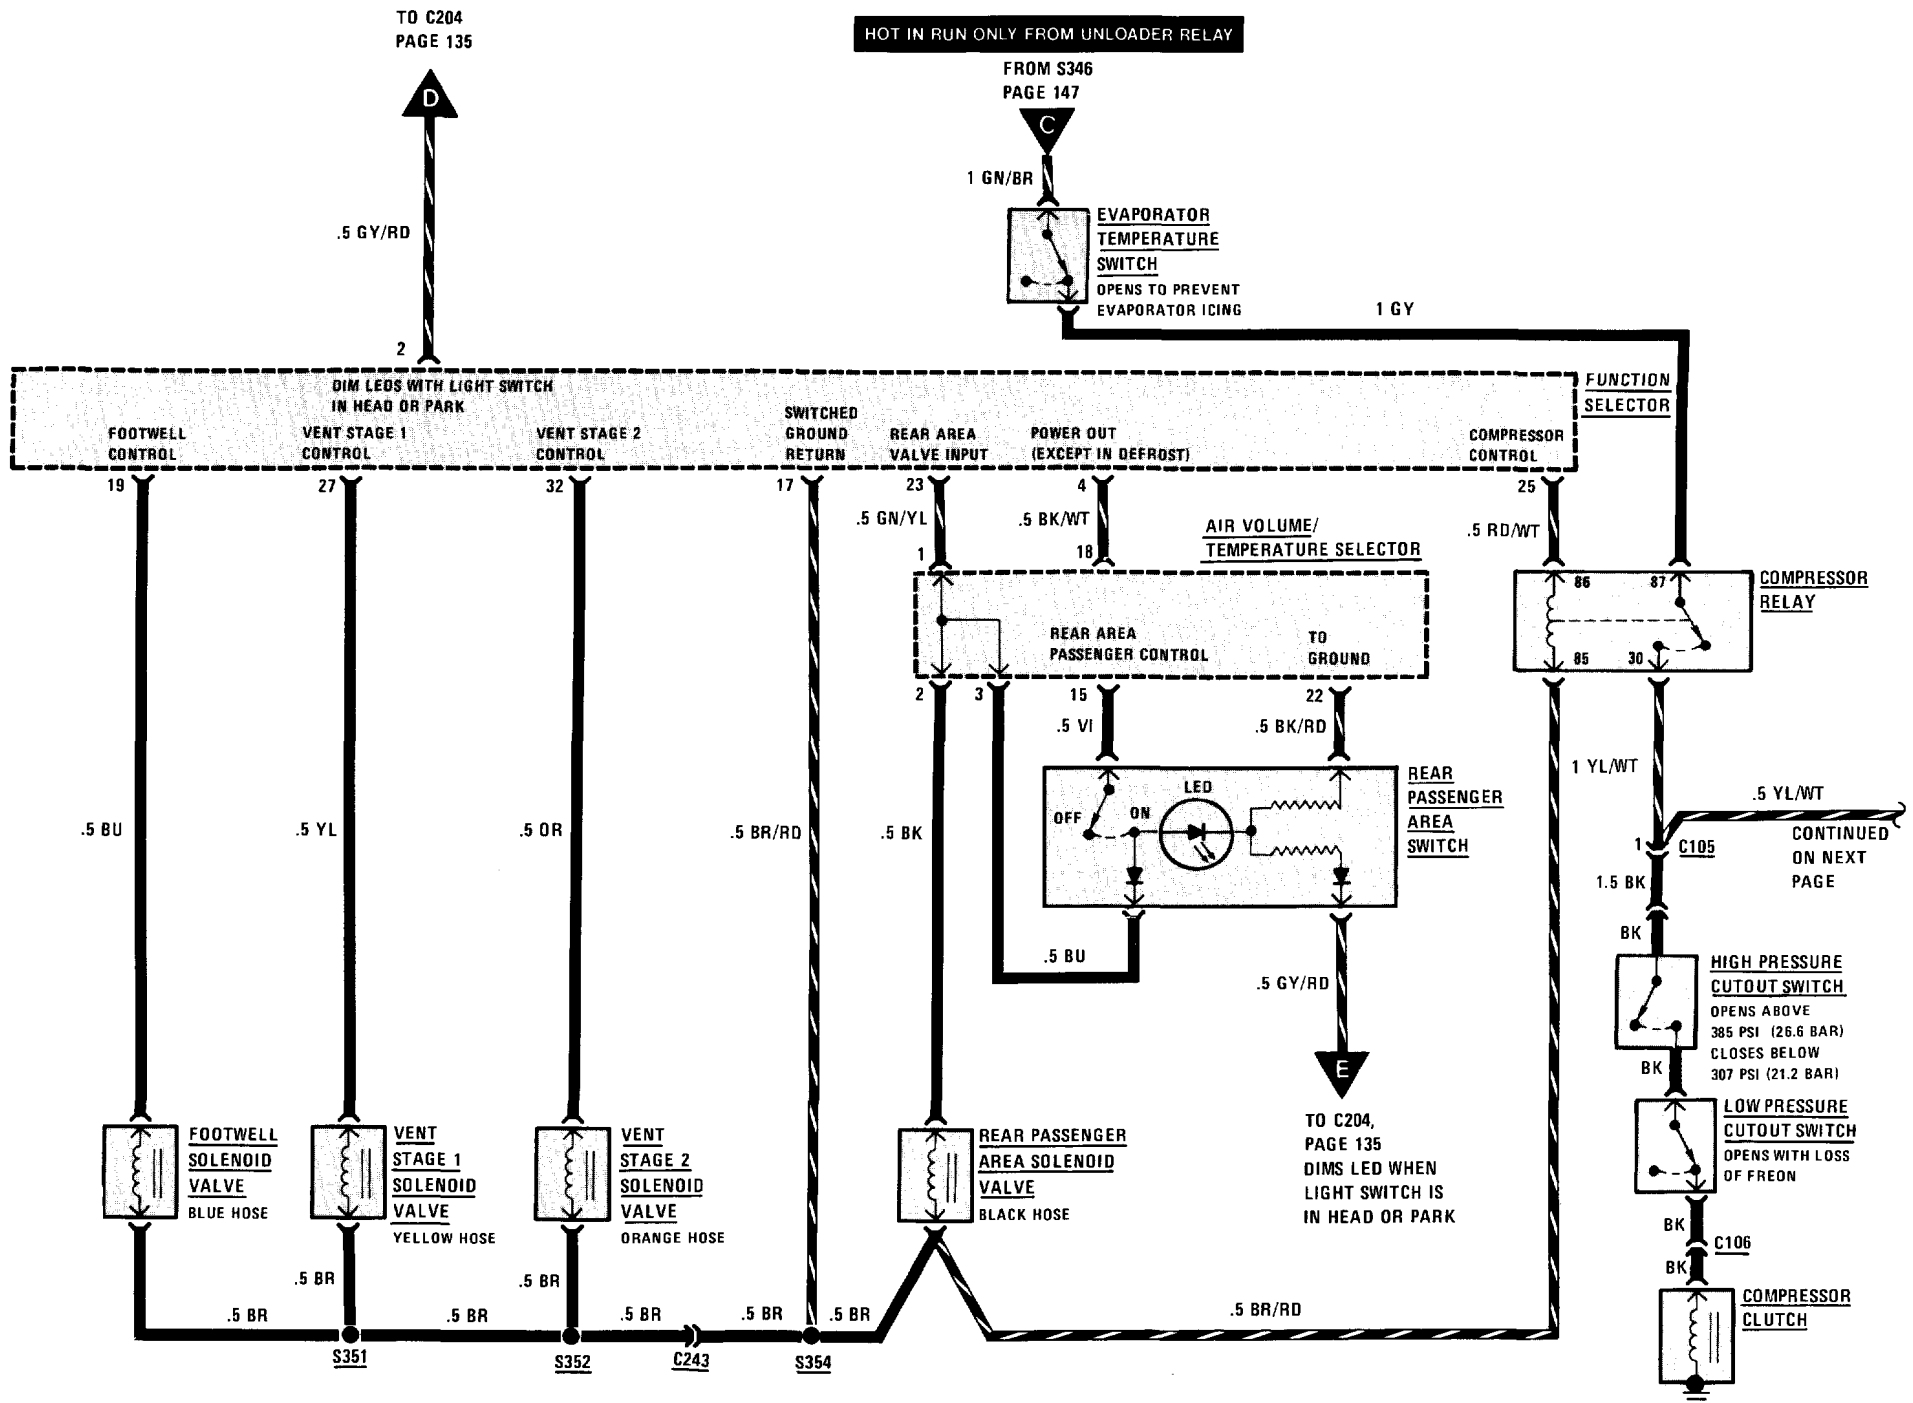 TO C204
PAGE 135
D
HOT IN RUN ONLY FROM UNLOADER RELAY
FROM S346
PAGE 147
C
1 GN/BR
EVAPORATOR
TEMPERATURE
SWITCH
OPENS TO PREVENT
EVAPORATOR ICING
.5 GY/RD
1 GY
2
DIM LEDS WITH LIGHT SWITCH
IN HEAD OR PARK
FUNCTION
SELECTOR
FOOTWELL
CONTROL
VENT STAGE 1
CONTROL
VENT STAGE 2
CONTROL
SWITCHED
GROUND
RETURN
REAR AREA
VALVE INPUT
POWER OUT
(EXCEPT IN DEFROST)
COMPRESSOR
CONTROL
19
27
32
17
23
4
25
.5 GN/YL
.5 BK/WT
.5 RD/WT
AIR VOLUME/
TEMPERATURE SELECTOR
1
18
86
87
COMPRESSOR
RELAY
REAR AREA
PASSENGER CONTROL
TO
GROUND
85
30
2
3
15
22
.5 VI
.5 BK/RD
1 YL/WT
REAR
PASSENGER
AREA
SWITCH
LED
OFF
ON
.5 YL/WT
CONTINUED
ON NEXT
PAGE
.5 BU
.5 YL
.5 OR
.5 BR/RD
.5 BK
1
C105
1.5 BK
BK
.5 BU
.5 GY/RD
HIGH PRESSURE
CUTOUT SWITCH
OPENS ABOVE
385 PSI (26.6 BAR)
CLOSES BELOW
307 PSI (21.2 BAR)
BK
E
TO C204,
PAGE 135
DIMS LED WHEN
LIGHT SWITCH IS
IN HEAD OR PARK
LOW PRESSURE
CUTOUT SWITCH
OPENS WITH LOSS
OF FREON
FOOTWELL
SOLENOID
VALVE
BLUE HOSE
VENT
STAGE 1
SOLENOID
VALVE
YELLOW HOSE
VENT
STAGE 2
SOLENOID
VALVE
ORANGE HOSE
REAR PASSENGER
AREA SOLENOID
VALVE
BLACK HOSE
BK
C106
BK
.5 BR
.5 BR
COMPRESSOR
CLUTCH
.5 BR
.5 BR
.5 BR
.5 BR
.5 BR
.5 BR/RD
S351
S352
C243
S354